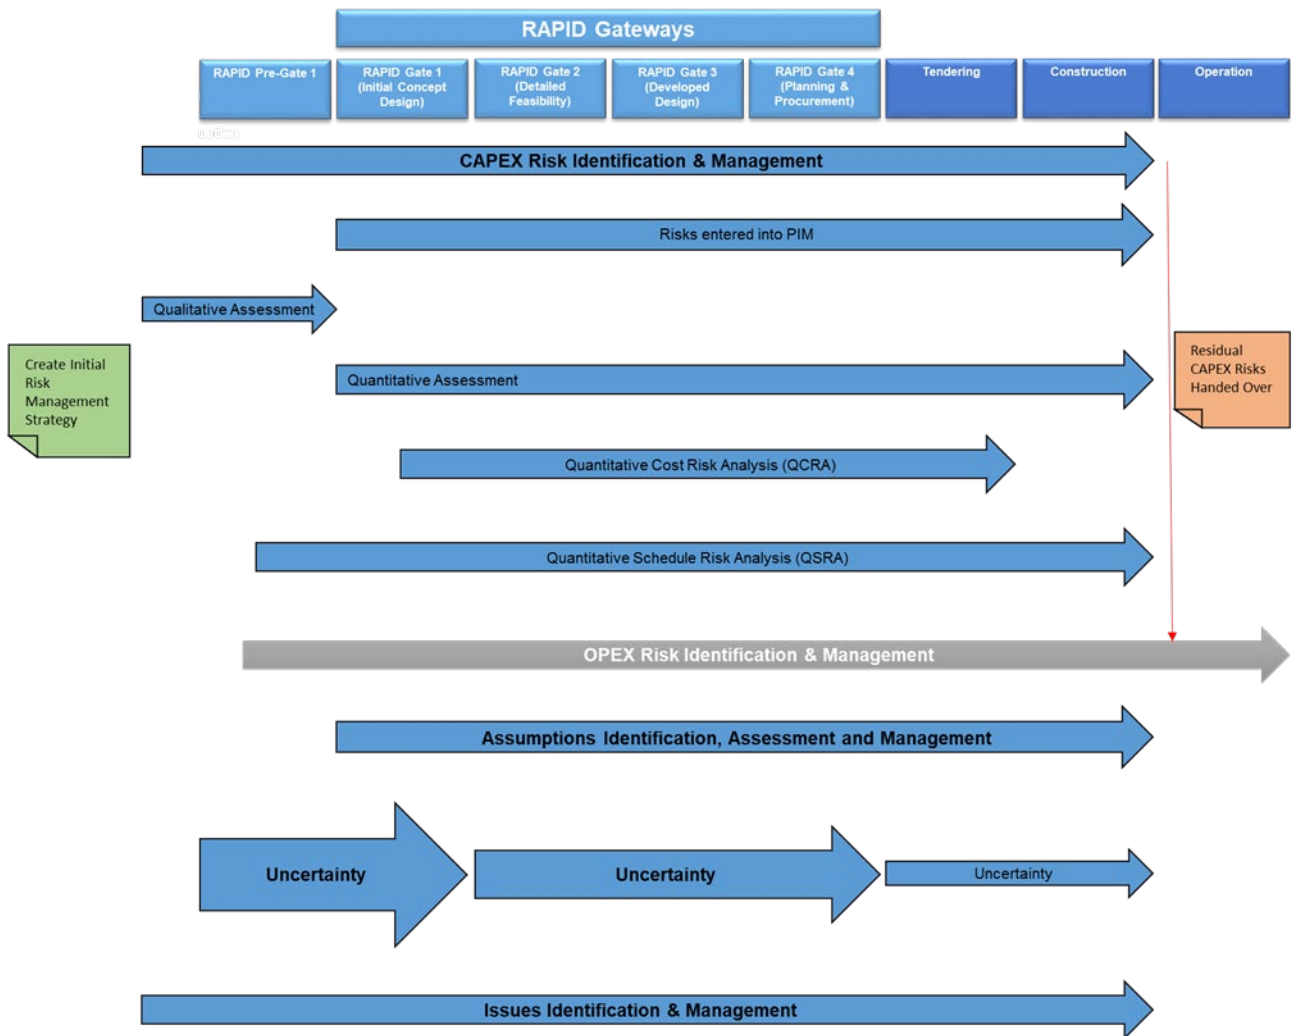 RAPID Gateways
RAPID Pre-Gate 1
RAPID Gate 1
(Initial Concept
Design)
RAPID Gate 2
(Detailed
Feasibility)
RAPID Gate 3
(Developed
Design)
RAPID Gate 4
(Planning &
Procurement)
Tendering
Construction
Operation
CAPEX Risk Identification & Management
Risks entered into PIM
Qualitative Assessment
Create Initial
Risk
Management
Strategy
Residual
CAPEX Risks
Handed Over
Quantitative Assessment
Quantitative Cost Risk Analysis (QCRA)
Quantitative Schedule Risk Analysis (QSRA)
OPEX Risk Identification & Management
Assumptions Identification, Assessment and Management
Uncertainty
Uncertainty
Uncertainty
Issues Identification & Management